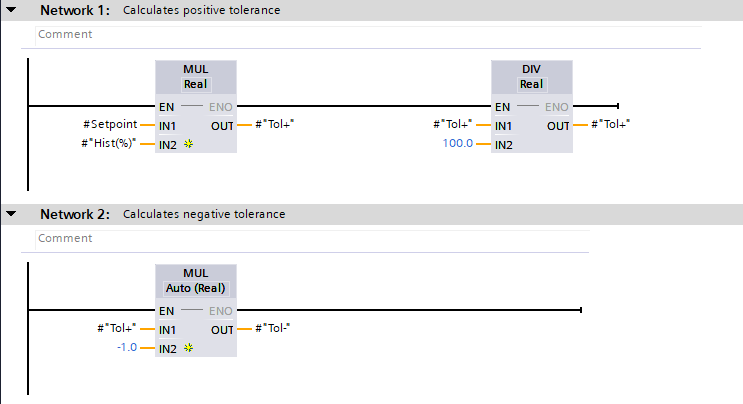 Network 1: Calculates positive tolerance
Comment
MUL
Real
EN ENO
#Setpoint IN1 OUT #"Tol+"
#"Hist(%)" IN2
DIV
Real
EN ENO
#"Tol+" IN1 OUT #"Tol+"
100.0 IN2
Network 2: Calculates negative tolerance
Comment
MUL
Auto (Real)
EN ENO
#"Tol+" IN1 OUT #"Tol-"
-1.0 IN2